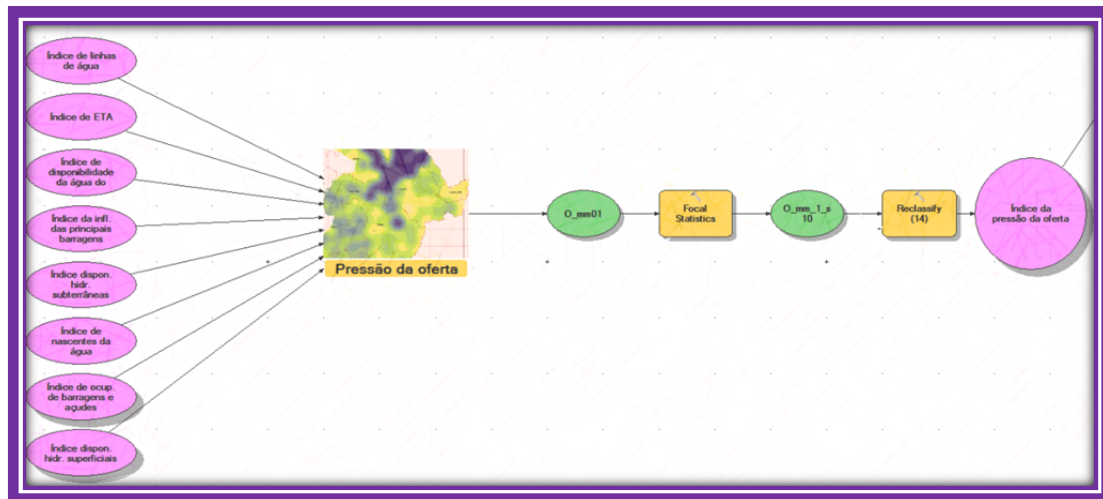 Índice de linhas
de água
Índice de ETA
Índice de
disponibilidade
da água do
Índice da infl.
das principais
barragens
Índice dispon.
hidr.
subterrâneas
Índice de
nascentes da
água
Índice de ocup.
de barragens e
açudes
Índice dispon.
hidr. superficiais
Pressão da oferta
O_mm01
Focal
Statistics
O_mm_1_s
10
Reclassify
(14)
Índice da
pressão da oferta